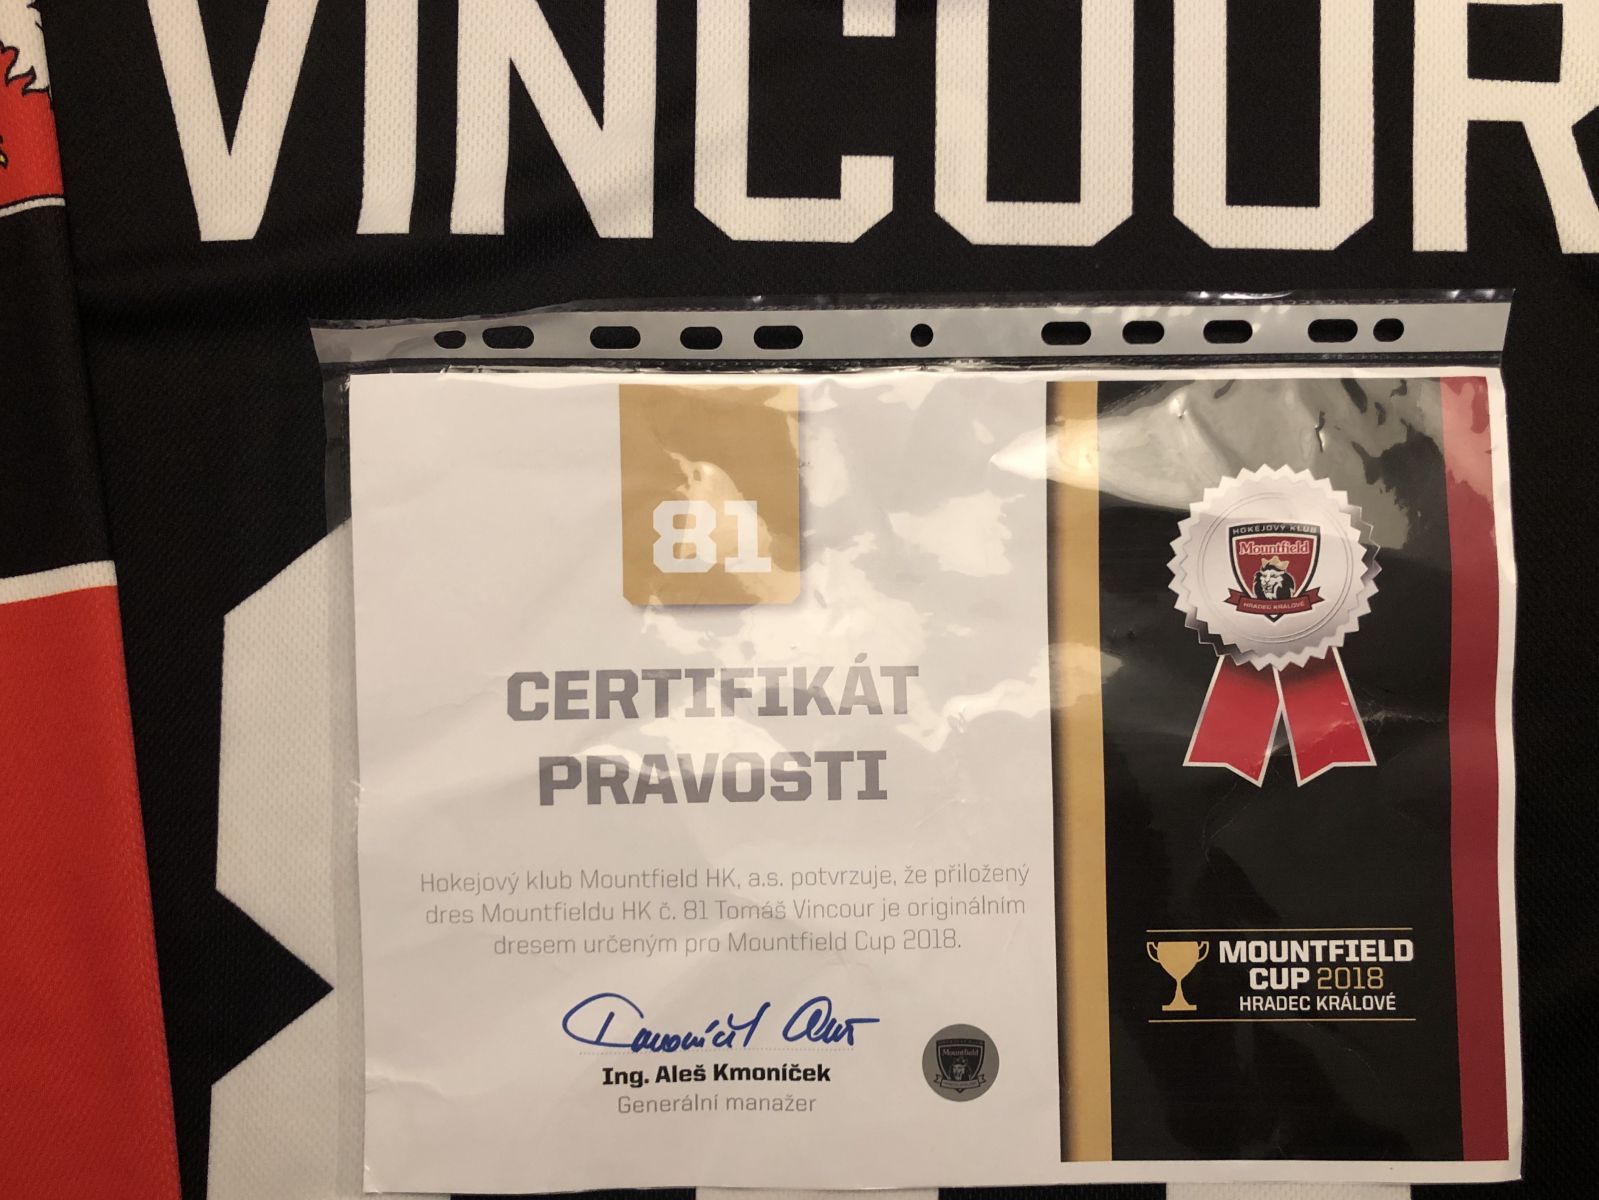 VINCOUR
81
CERTIFIKÁT
PRAVOSTI
Hokejový klub Mountfield HK, a.s. potvrzuje, že přiložený
dres Mountfieldu HK č. 81 Tomáš Vincour je originálním
dresem určeným pro Mountfield Cup 2018.
Ing. Aleš Kmoníček
Generální manažer
Mountfield
HOKEJOVÝ KLUB
Mountfield
HRADEC KRÁLOVÉ
MOUNTFIELD
CUP 2018
HRADEC KRÁLOVÉ